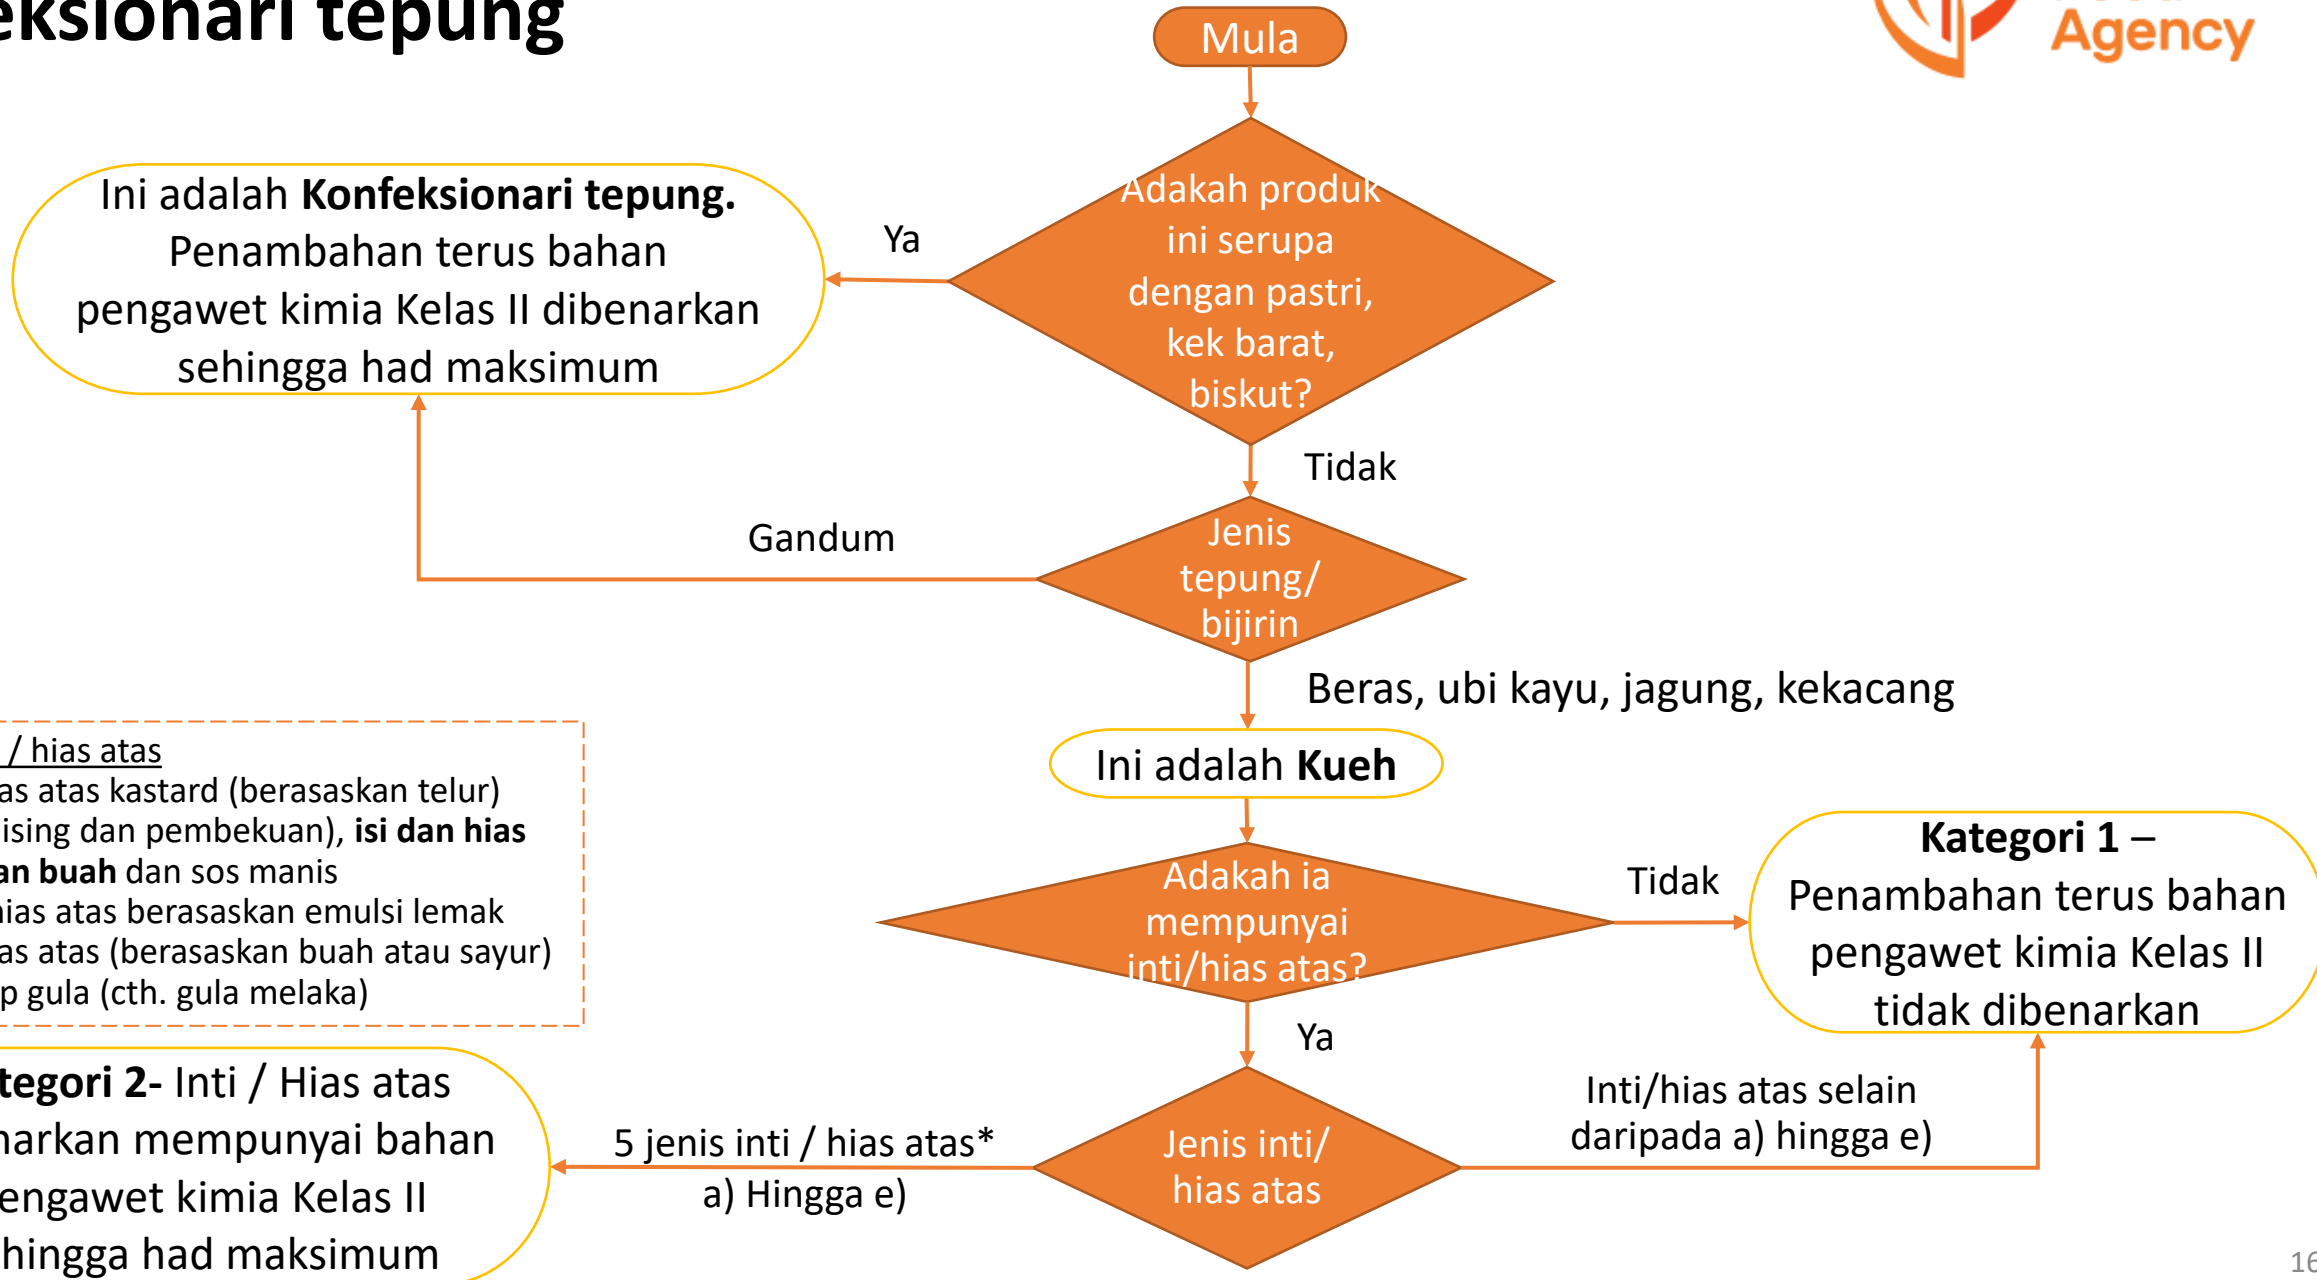 eksionari tepung
Agency
Mula
Adakah produk
ini serupa
dengan pastri,
kek barat,
biskut?
Ya
Ini adalah Konfeksionari tepung.
Penambahan terus bahan
pengawet kimia Kelas II dibenarkan
sehingga had maksimum
Tidak
Jenis
tepung/
bijirin
Gandum
Beras, ubi kayu, jagung, kekacang
Ini adalah Kueh
Adakah ia
mempunyai
inti/hias atas?
Tidak
Kategori 1 –
Penambahan terus bahan
pengawet kimia Kelas II
tidak dibenarkan
Ya
Jenis inti/
hias atas
Inti/hias atas selain
daripada a) hingga e)
5 jenis inti / hias atas*
a) Hingga e)
/ hias atas
as atas kastard (berasaskan telur)
ising dan pembekuan), isi dan hias
an buah dan sos manis
hias atas berasaskan emulsi lemak
as atas (berasaskan buah atau sayur)
p gula (cth. gula melaka)
tegori 2- Inti / Hias atas
narkan mempunyai bahan
engawet kimia Kelas II
hingga had maksimum
16